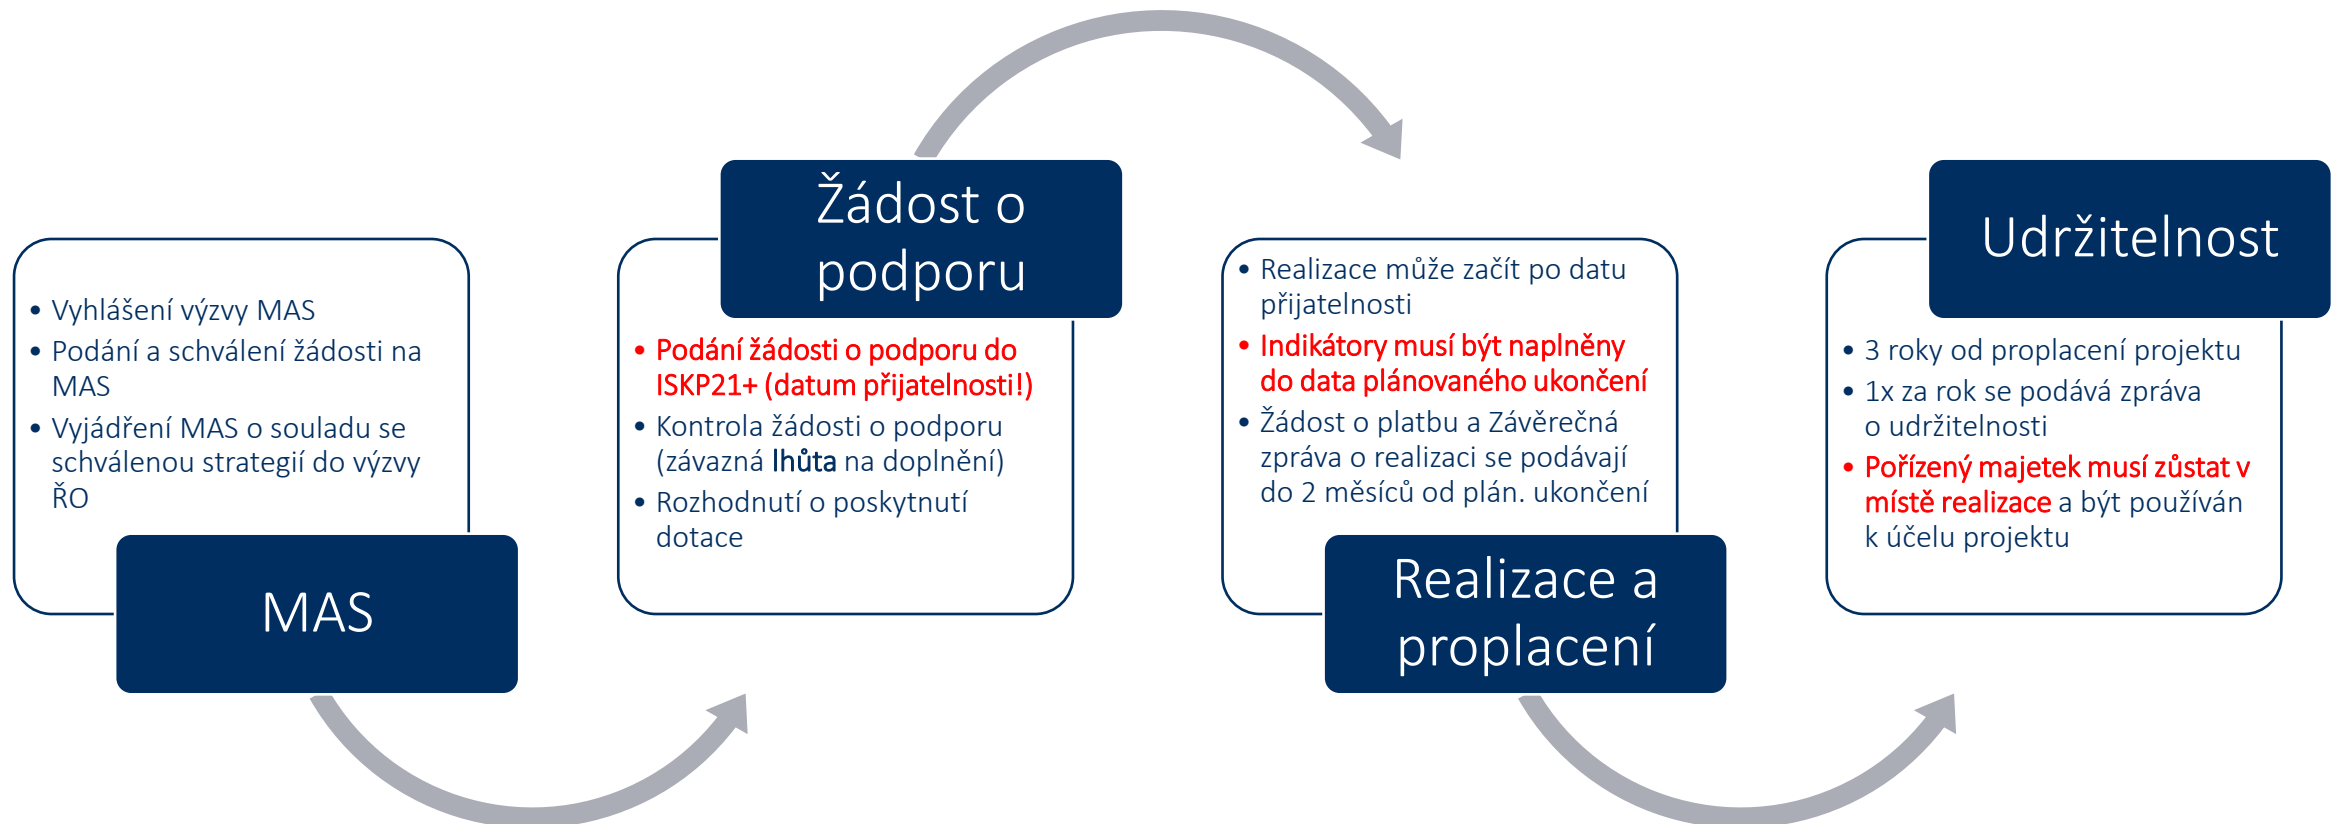 • Vyhlášení výzvy MAS
• Podání a schválení žádosti na
MAS
• Vyjádření MAS o souladu se
schválenou strategií do výzvy
ŘO
MAS
Žádost o
podporu
• Podání žádosti o podporu do
ISKP21+ (datum přijatelnosti!)
• Kontrola žádosti o podporu
(závazná lhůta na doplnění)
• Rozhodnutí o poskytnutí
dotace
• Realizace může začít po datu
přijatelnosti
• Indikátory musí být naplněny
do data plánovaného ukončení
• Žádost o platbu a Závěrečná
zpráva o realizaci se podávají
do 2 měsíců od plán. ukončení
Realizace a
proplacení
Udržitelnost
• 3 roky od proplacení projektu
• 1x za rok se podává zpráva
o udržitelnosti
• Pořízený majetek musí zůstat v
místě realizace a být používán
k účelu projektu